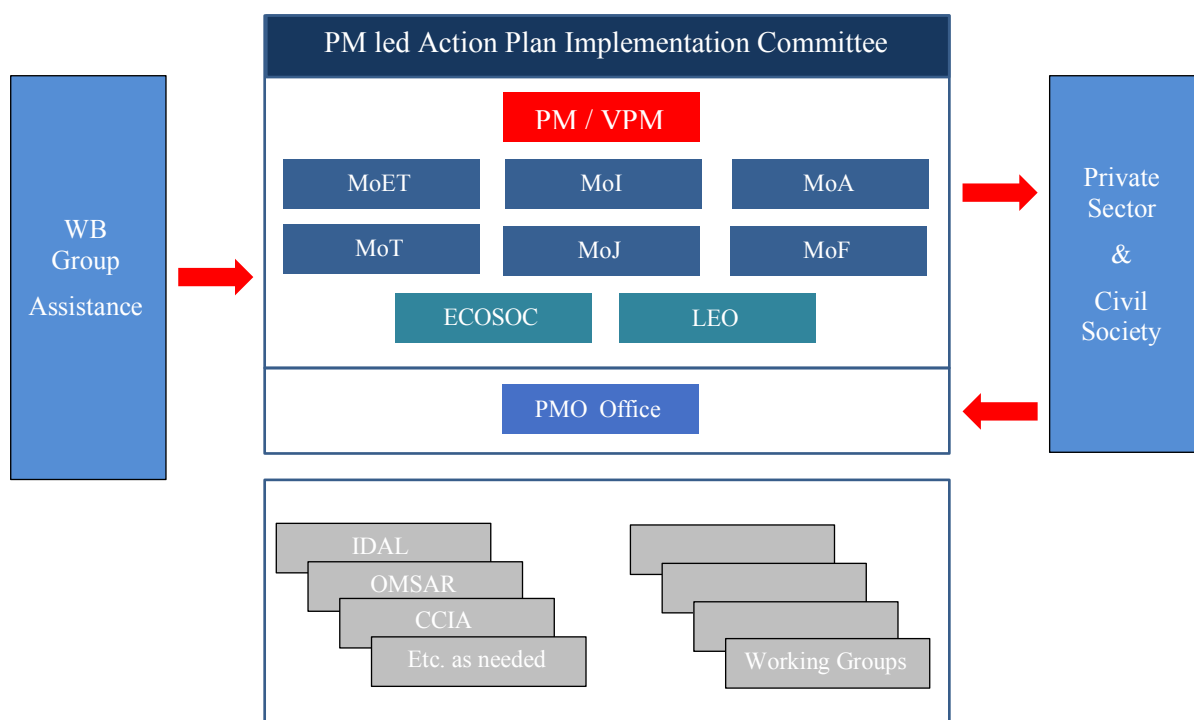 PM led Action Plan Implementation Committee
WB
Group
Assistance
PM / VPM
MoET
MoI
MoA
MoT
MoJ
MoF
ECOSOC
LEO
PMO Office
Private
Sector
&
Civil
Society
IDAL
OMSAR
CCIA
Etc. as needed
Working Groups